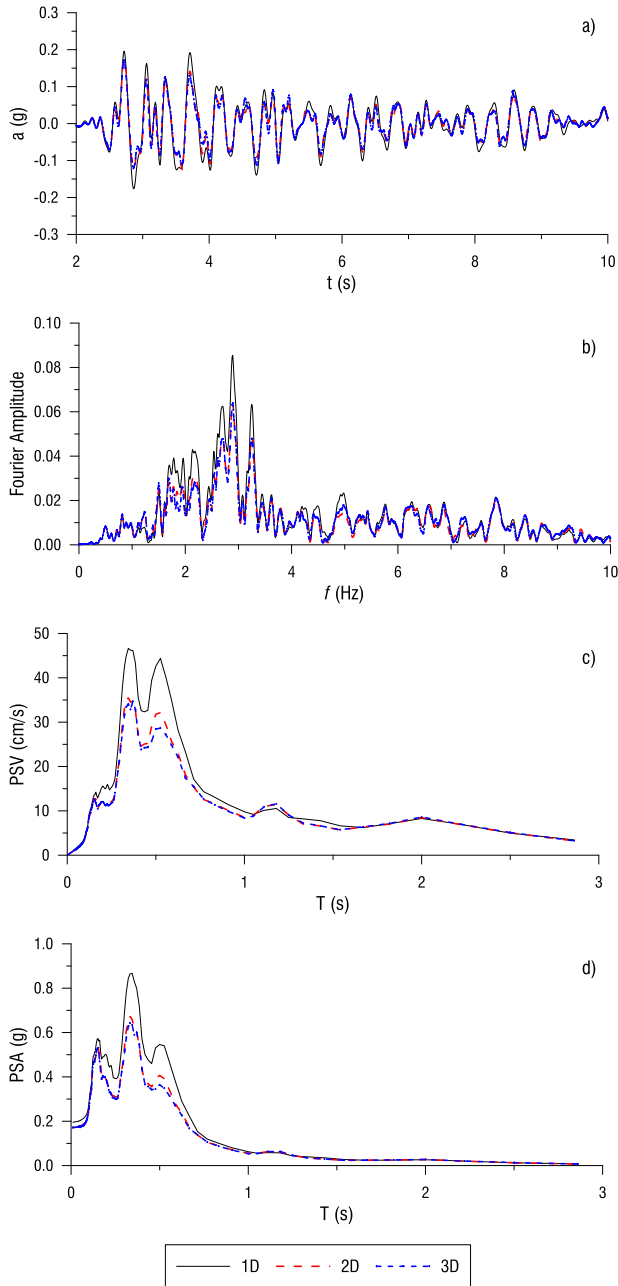 a)
0.3
0.2
0.1
0.0
-0.1
-0.2
-0.3
a (g)
2 4 6 8 10
t (s)
b)
0.10
0.08
0.06
0.04
0.02
0.00
Fourier Amplitude
0 2 4 6 8 10
f (Hz)
c)
50
40
30
20
10
0
PSV (cm/s)
0 1 2 3
T (s)
d)
1.0
0.8
0.6
0.4
0.2
0.0
PSA (g)
0 1 2 3
T (s)
1D 2D 3D